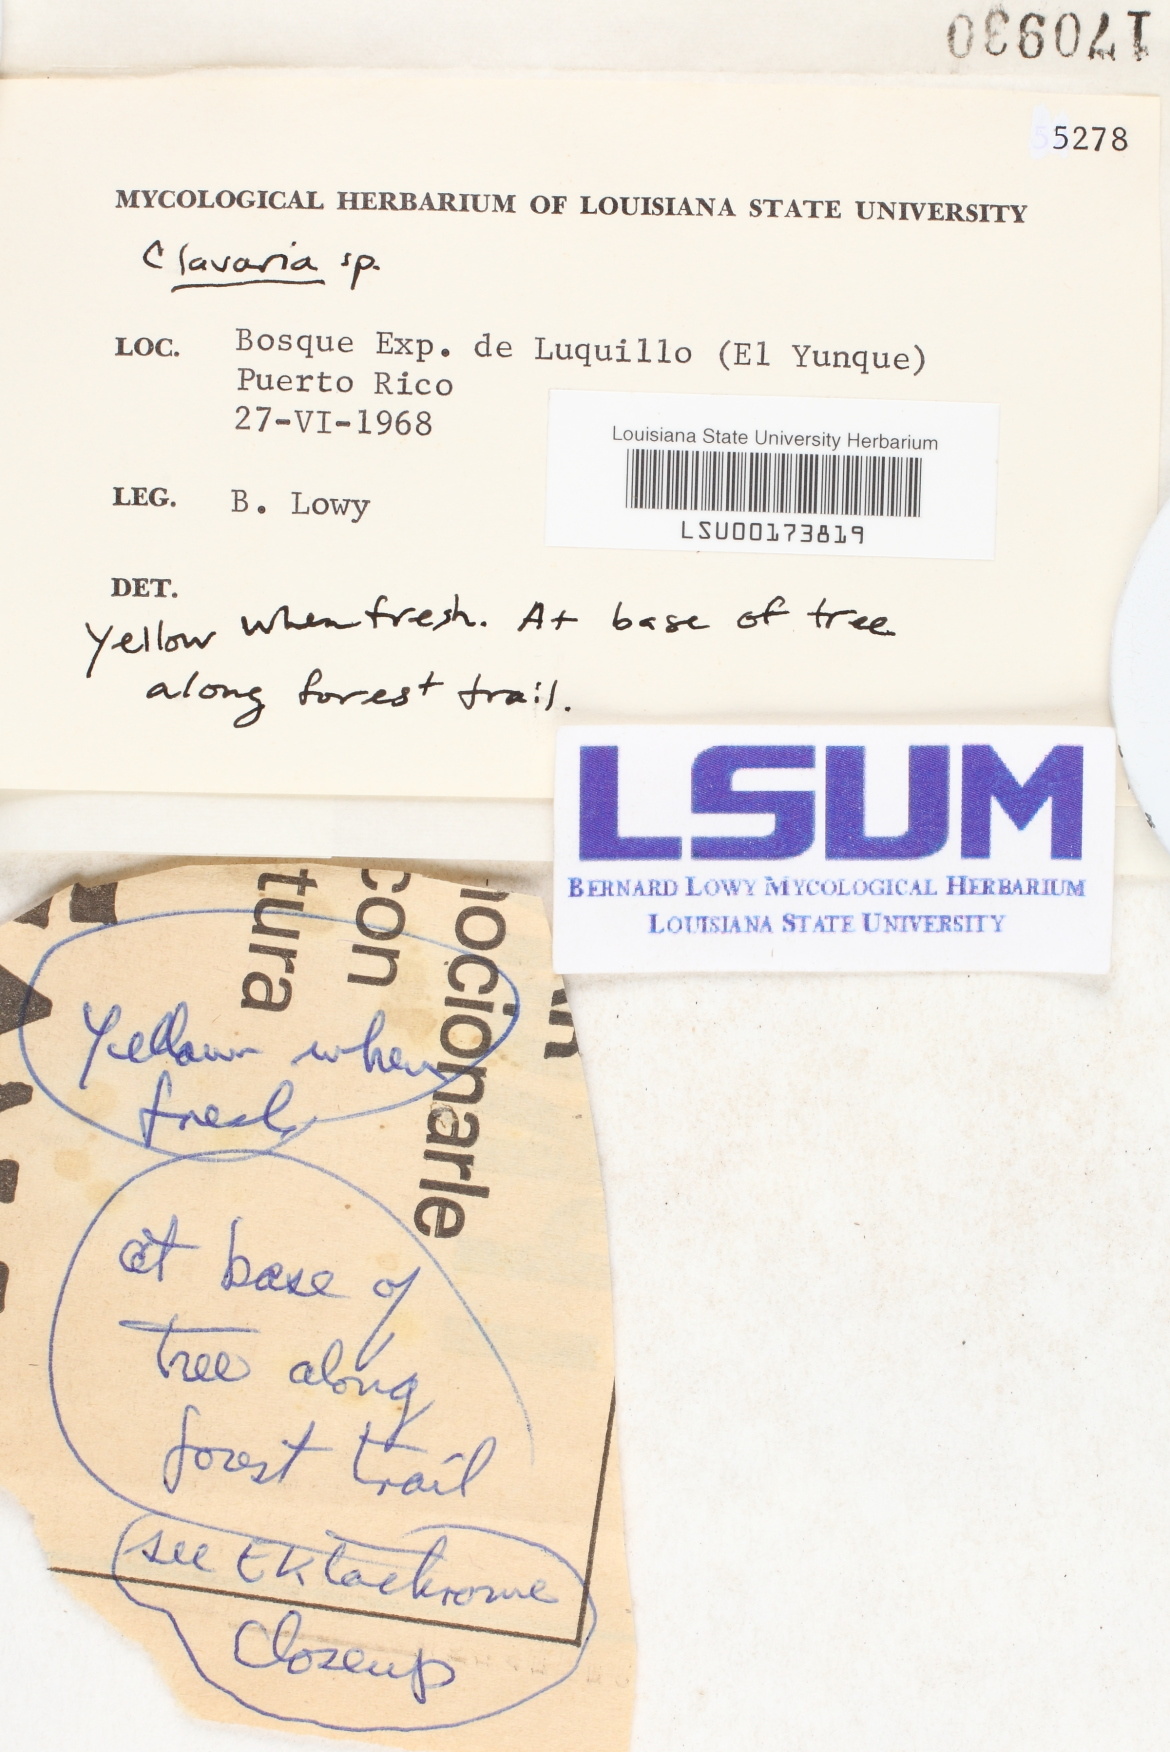 170930
5278
MYCOLOGICAL HERBARIUM OF LOUISIANA STATE UNIVERSITY
Clavaria sp.
LOC. Bosque Exp. de Luquillo (El Yunque)
Puerto Rico
27-VI-1968
Louisiana State University Herbarium
LSU00173819
LEG. B. Lowy
DET.
Yellow when fresh. At base of tree
along forest trail.
LSUM
BERNARD LOWY MYCOLOGICAL HERBARIUM
LOUISIANA STATE UNIVERSITY
tura
con
ocionarle
Yellow when
fresh
at base of
tree along
forest trail
see Ektachrome
Closeup